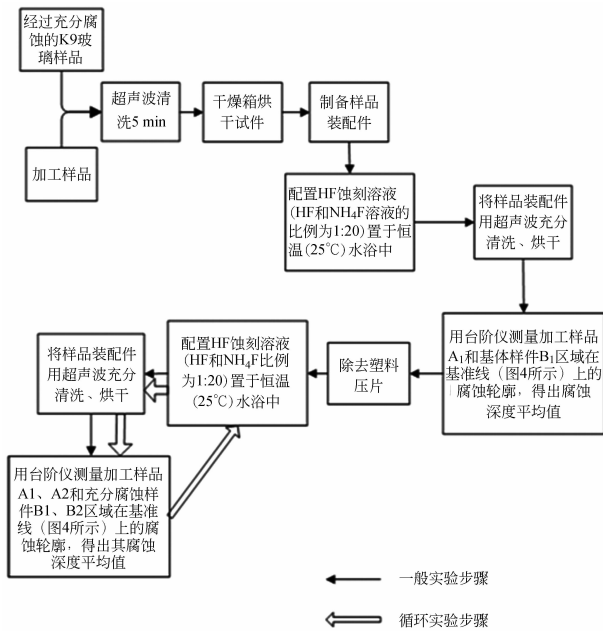 经过充分腐
蚀的K9玻
璃样品
加工样品
超声波清
洗5 min
干燥箱烘
干试件
制备样品
装配件
配置HF蚀刻溶液
(HF和NH₄F溶液的
比例为1:20)置于恒
温(25℃)水浴中
将样品装配件
用超声波充分
清洗、烘干
用台阶仪测量加工样品
A₁和基体样件B₁区域在
基准线（图4所示）上的
腐蚀轮廓，得出腐蚀
深度平均值
除去塑料
压片
配置HF蚀刻溶液
(HF和NH₄F比例
为1:20)置于恒温
(25℃)水浴中
将样品装配件
用超声波充分
清洗、烘干
用台阶仪测量加工样品
A1、A2和充分腐蚀样
件B1、B2区域在基准
线（图4所示）上的腐
蚀轮廓，得出其腐蚀
深度平均值
一般实验步骤
循环实验步骤